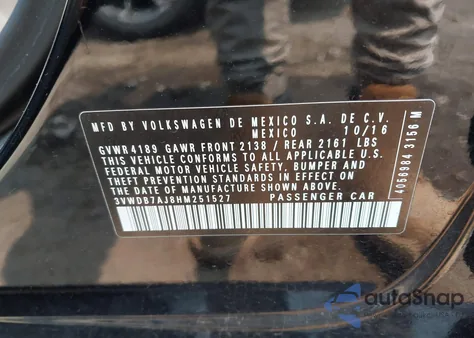 MFD BY VOLKSWAGEN DE MEXICO S.A. DE C.V.
MEXICO 10/16
GVWR 4189 GAWR FRONT 2138 / REAR 2161 LBS
THIS VEHICLE CONFORMS TO ALL APPLICABLE U.S.
FEDERAL MOTOR VEHICLE SAFETY, BUMPER AND
THEFT PREVENTION STANDARDS IN EFFECT ON THE
DATE OF MANUFACTURE SHOWN ABOVE.
3VWDB7AJ8HM251527 PASSENGER CAR
4056984 3156 M
autoSnap